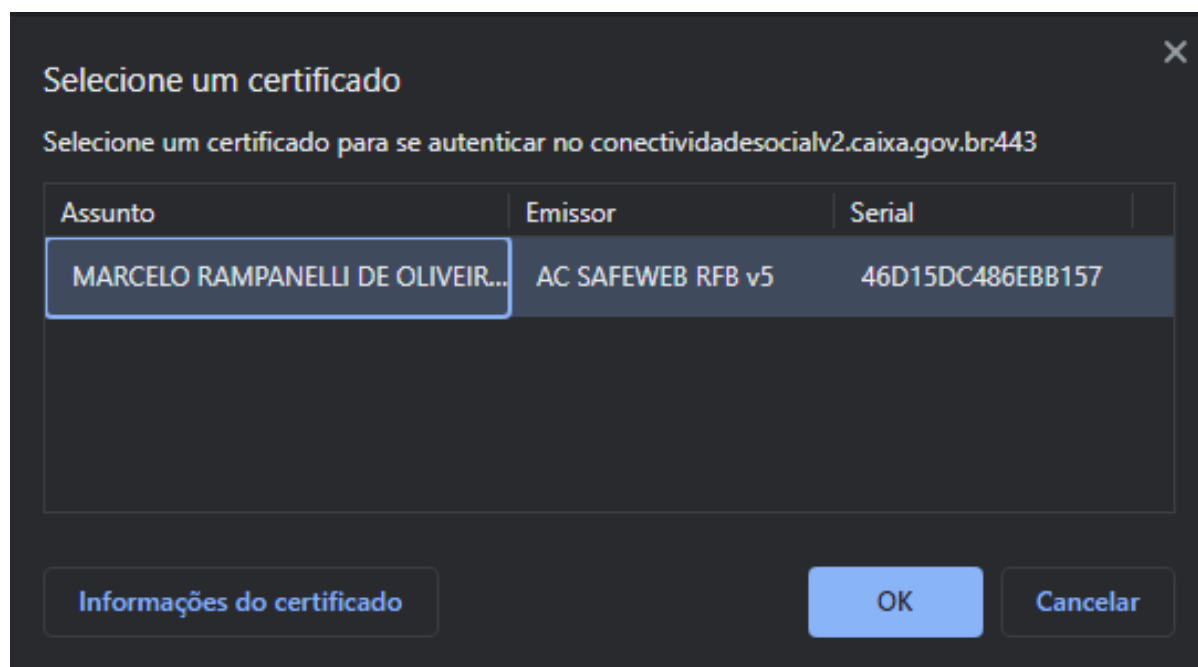 Selecione um certificado
Selecione um certificado para se autenticar no conectividadesocialv2.caixa.gov.br:443
Assunto Emissor Serial
MARCELO RAMPANELLI DE OLIVEIR... AC SAFEWEB RFB v5 46D15DC486EBB157
Informações do certificado OK Cancelar